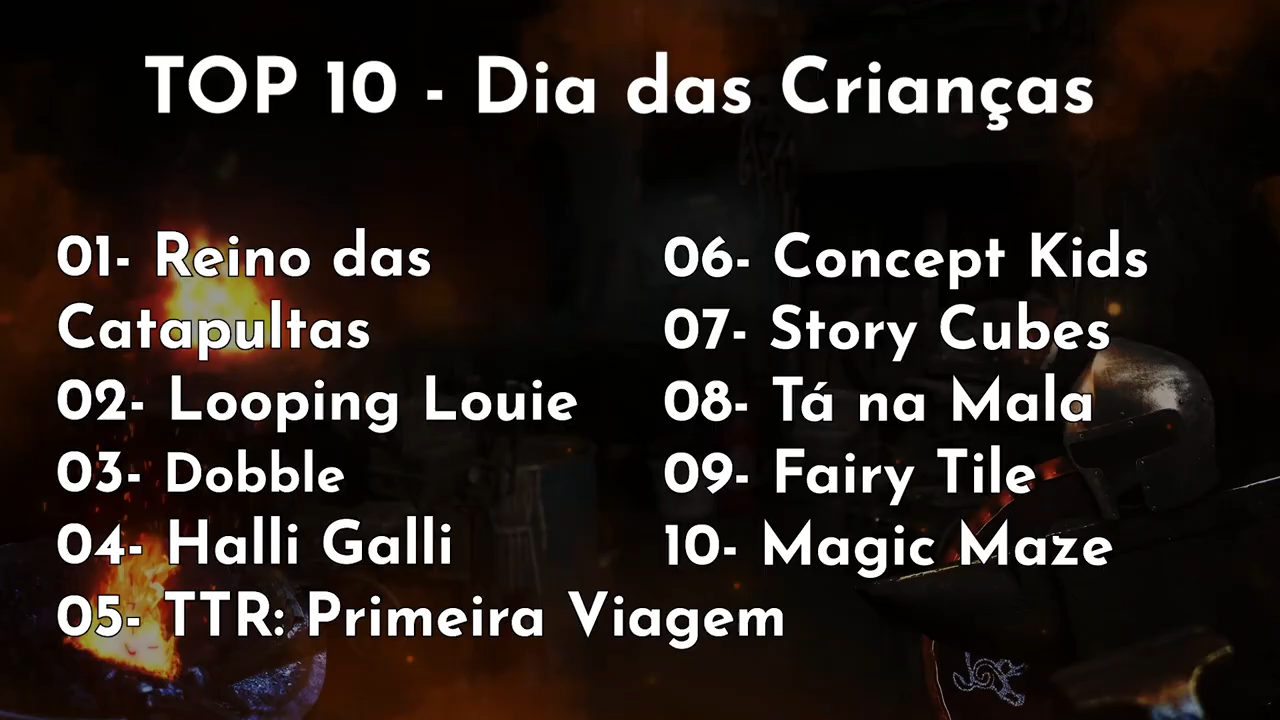 TOP 10 - Dia das Crianças
01- Reino das
Catapultas
02- Looping Louie
03- Dobble
04- Halli Galli
05- TTR: Primeira Viagem
06- Concept Kids
07- Story Cubes
08- Tá na Mala
09- Fairy Tile
10- Magic Maze